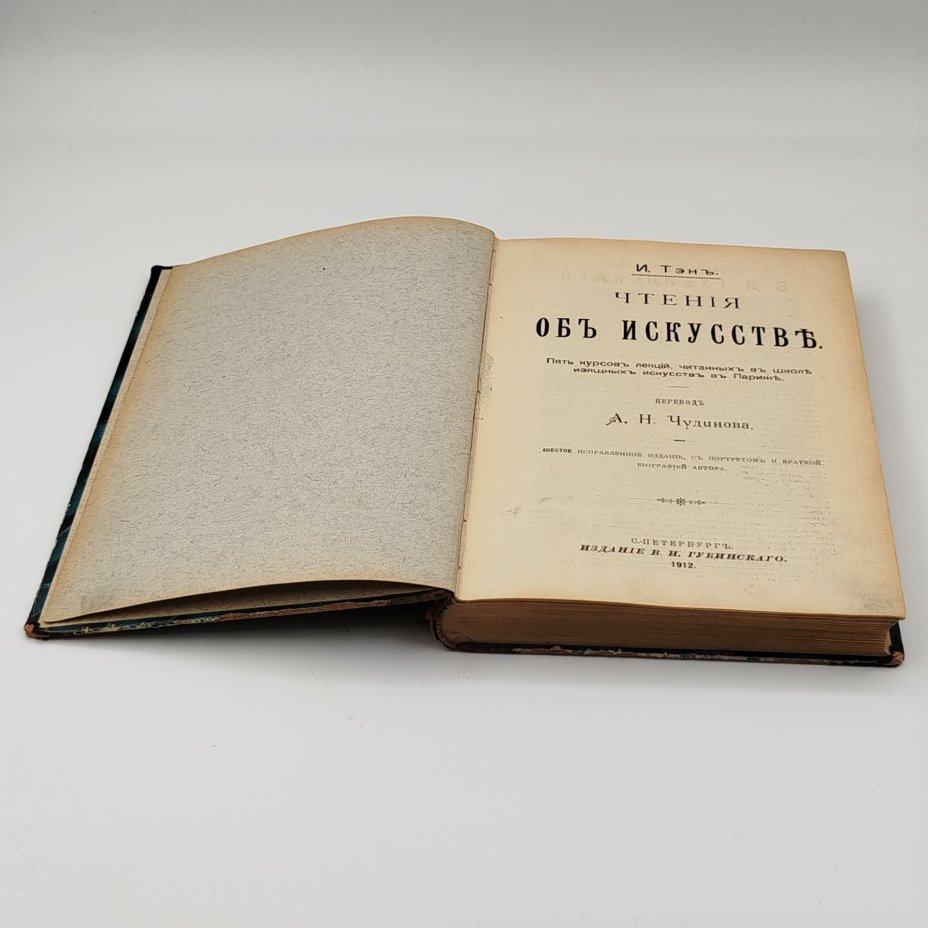 И. Тэнъ.
ЧТЕНІЯ
ОБЪ ИСКУССТВѢ.
Пять курсовъ лекцій, читанныхъ въ школѣ
изящныхъ искусствъ въ Парижѣ.
ПЕРЕВОДЪ
А. Н. Чудинова.
ШЕСТОЕ ИСПРАВЛЕННОЕ ИЗДАНІЕ, СЪ ПОРТРЕТОМЪ И КРАТКОЙ
БІОГРАФІЕЙ АВТОРА.
С.-ПЕТЕРБУРГЪ.
ИЗДАНІЕ В. И. ГУБИНСКАГО.
1912.